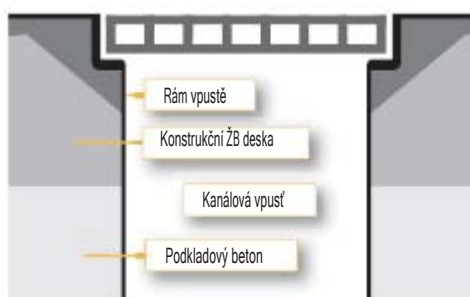 Rám vpustě
Konstrukční ŽB deska
Kanálová vpusť
Podkladový beton